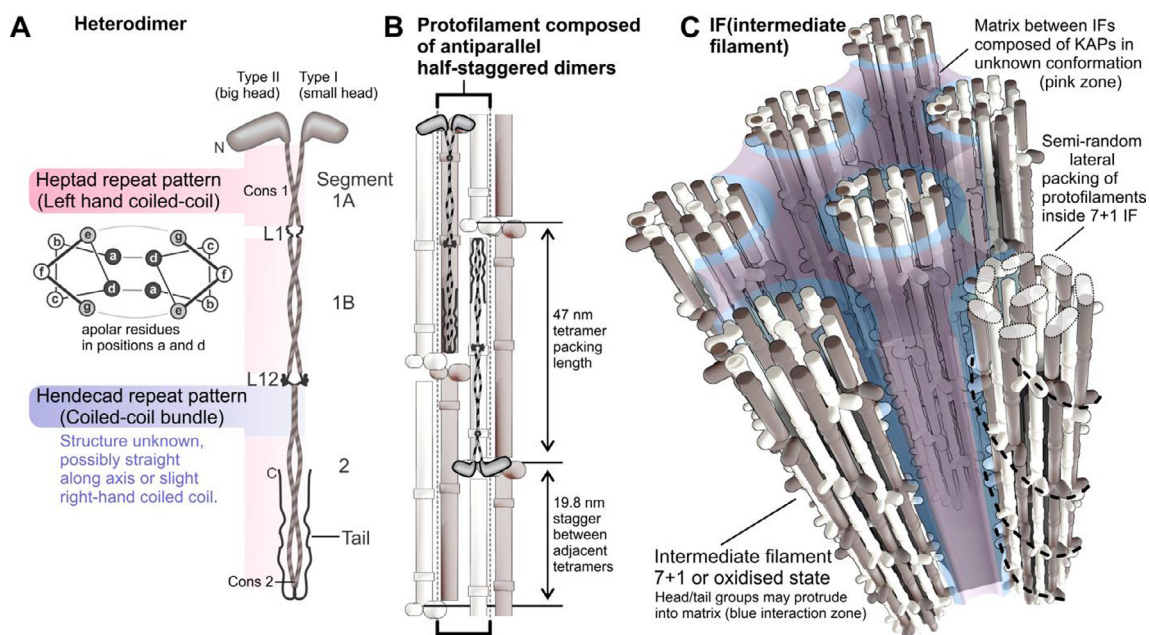 A
Heterodimer
Type II
(big head)
Type I
(small head)
N
Heptad repeat pattern
(Left hand coiled-coil)
Cons 1
Segment
1A
e
g
b
c
a
d
f
f
d
a
c
b
g
e
apolar residues
in positions a and d
L1
1B
L12
Hendecad repeat pattern
(Coiled-coil bundle)
Structure unknown,
possibly straight
along axis or slight
right-hand coiled coil.
C
2
Tail
Cons 2
B
Protofilament composed
of antiparallel
half-staggered dimers
47 nm
tetramer
packing
length
19.8 nm
stagger
between
adjacent
tetramers
C
IF(intermediate
filament)
Matrix between IFs
composed of KAPs in
unknown conformation
(pink zone)
Semi-random
lateral
packing of
protofilaments
inside 7+1 IF
Intermediate filament
7+1 or oxidised state
Head/tail groups may protrude
into matrix (blue interaction zone)